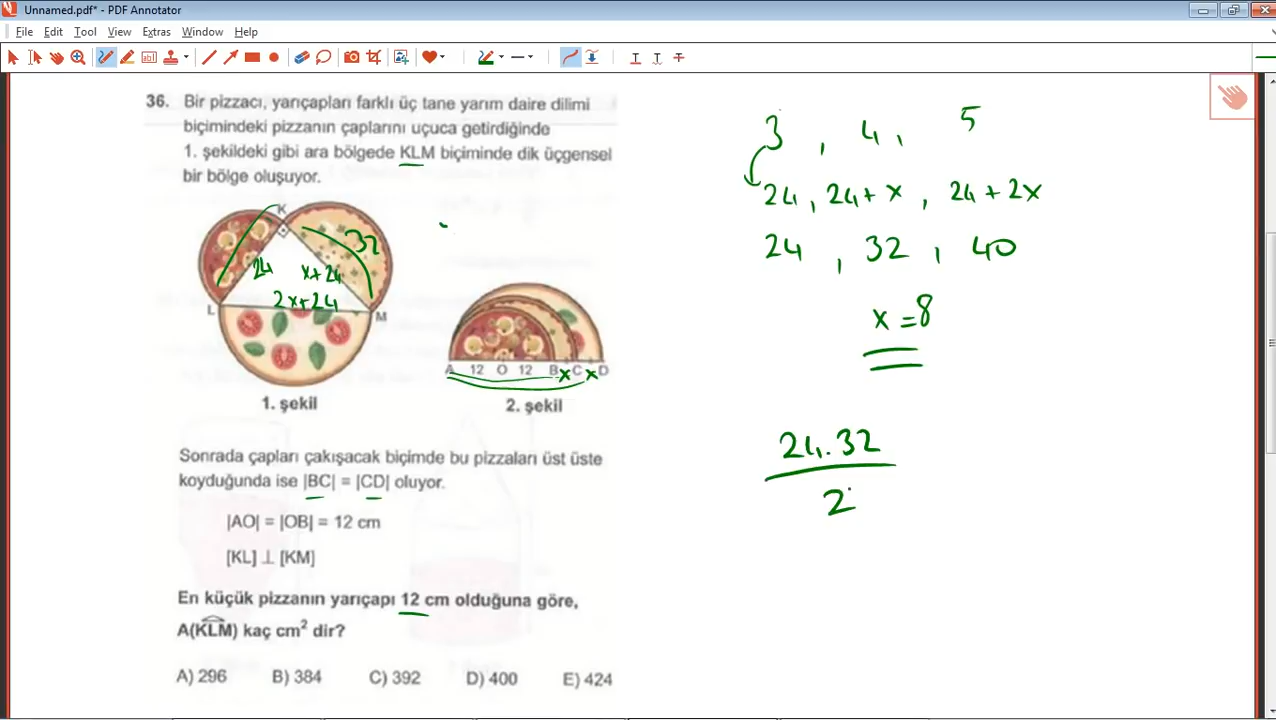 Unnamed.pdf* - PDF Annotator
File Edit Tool View Extras Window Help
36. Bir pizzacı, yarıçapları farklı üç tane yarım daire dilimi
biçimindeki pizzanın çaplarını uçuca getirdiğinde
1. şekildeki gibi ara bölgede KLM biçiminde dik üçgensel
bir bölge oluşuyor.
K
32
24 x+24
2x+24
L
M
1. şekil
A 12 O 12 B x C x D
2. şekil
Sonrada çapları çakışacak biçimde bu pizzaları üst üste
koyduğunda ise |BC| = |CD| oluyor.
|AO| = |OB| = 12 cm
[KL] ⊥ [KM]
En küçük pizzanın yarıçapı 12 cm olduğuna göre,
A(KLM) kaç cm² dir?
A) 296 B) 384 C) 392 D) 400 E) 424
3 , 4 , 5
24 , 24 + x , 24 + 2x
24 , 32 , 40
x = 8
24.32
2